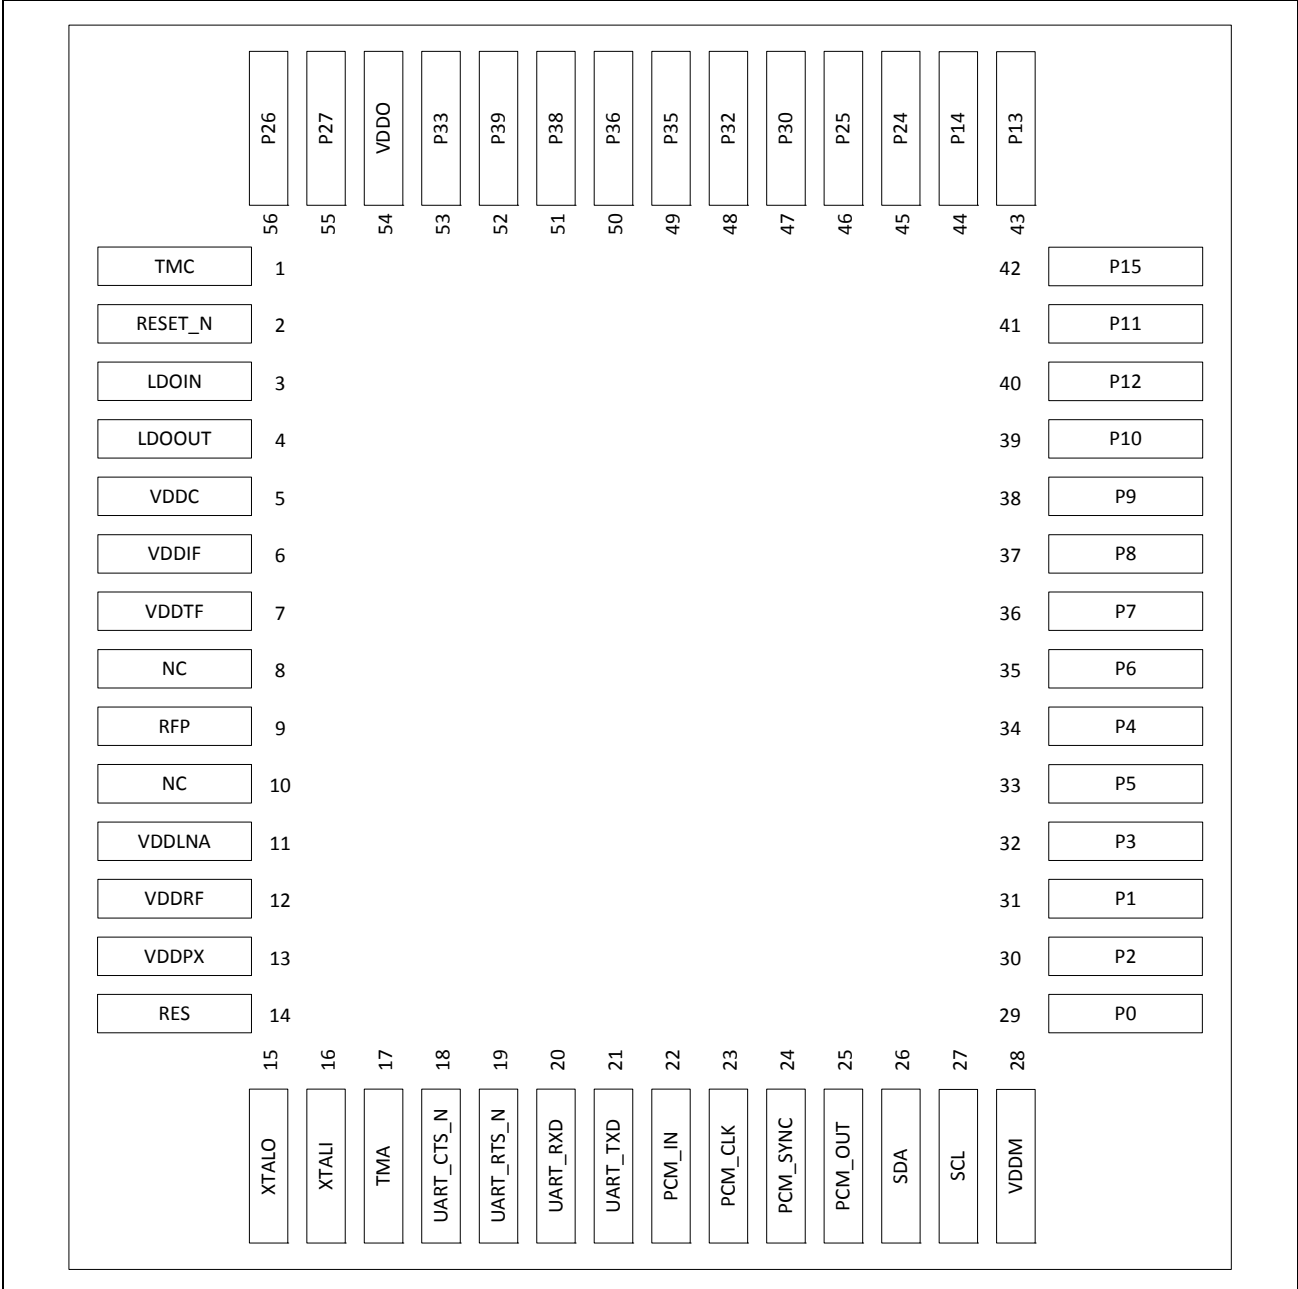 P26 P27 VDDO P33 P39 P38 P36 P35 P32 P30 P25 P24 P14 P13
56 55 54 53 52 51 50 49 48 47 46 45 44 43
TMC 1 42 P15
RESET_N 2 41 P11
LDOIN 3 40 P12
LDOOUT 4 39 P10
VDDC 5 38 P9
VDDIF 6 37 P8
VDDTF 7 36 P7
NC 8 35 P6
RFP 9 34 P4
NC 10 33 P5
VDDLNA 11 32 P3
VDDRF 12 31 P1
VDDPX 13 30 P2
RES 14 29 P0
15 16 17 18 19 20 21 22 23 24 25 26 27 28
XTALO XTALI TMA UART_CTS_N UART_RTS_N UART_RXD UART_TXD PCM_IN PCM_CLK PCM_SYNC PCM_OUT SDA SCL VDDM